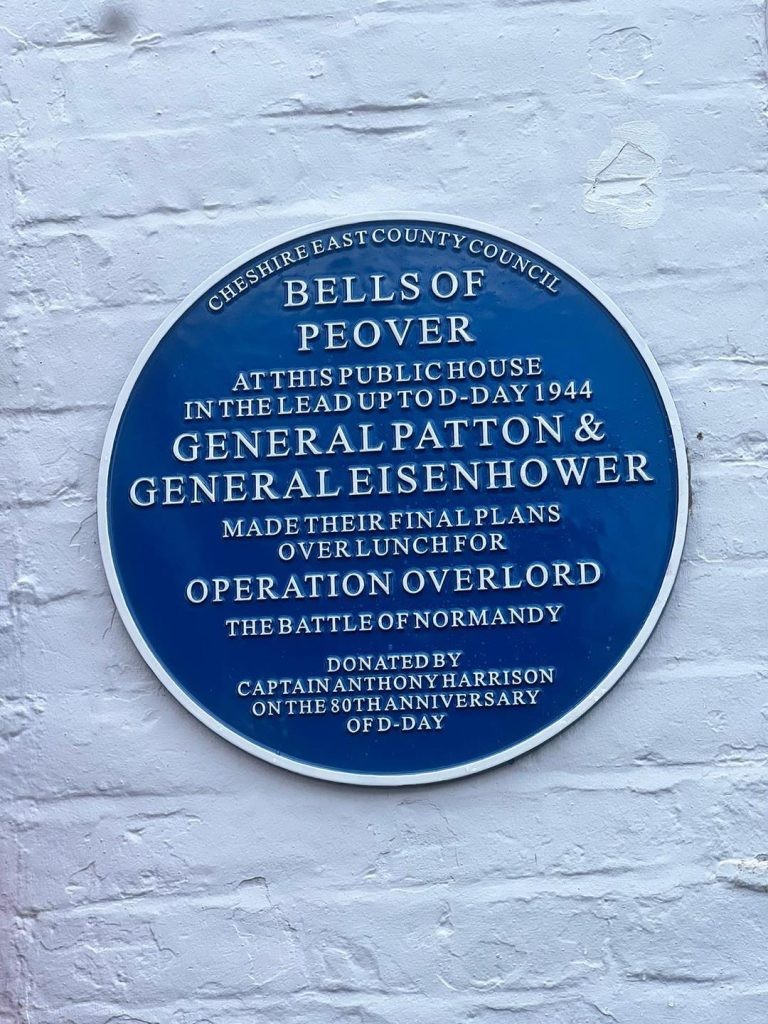 CHESHIRE EAST COUNTY COUNCIL
BELLS OF
PEOVER
AT THIS PUBLIC HOUSE
IN THE LEAD UP TO D-DAY 1944
GENERAL PATTON &
GENERAL EISENHOWER
MADE THEIR FINAL PLANS
OVER LUNCH FOR
OPERATION OVERLORD
THE BATTLE OF NORMANDY
DONATED BY
CAPTAIN ANTHONY HARRISON
ON THE 80TH ANNIVERSARY
OF D-DAY